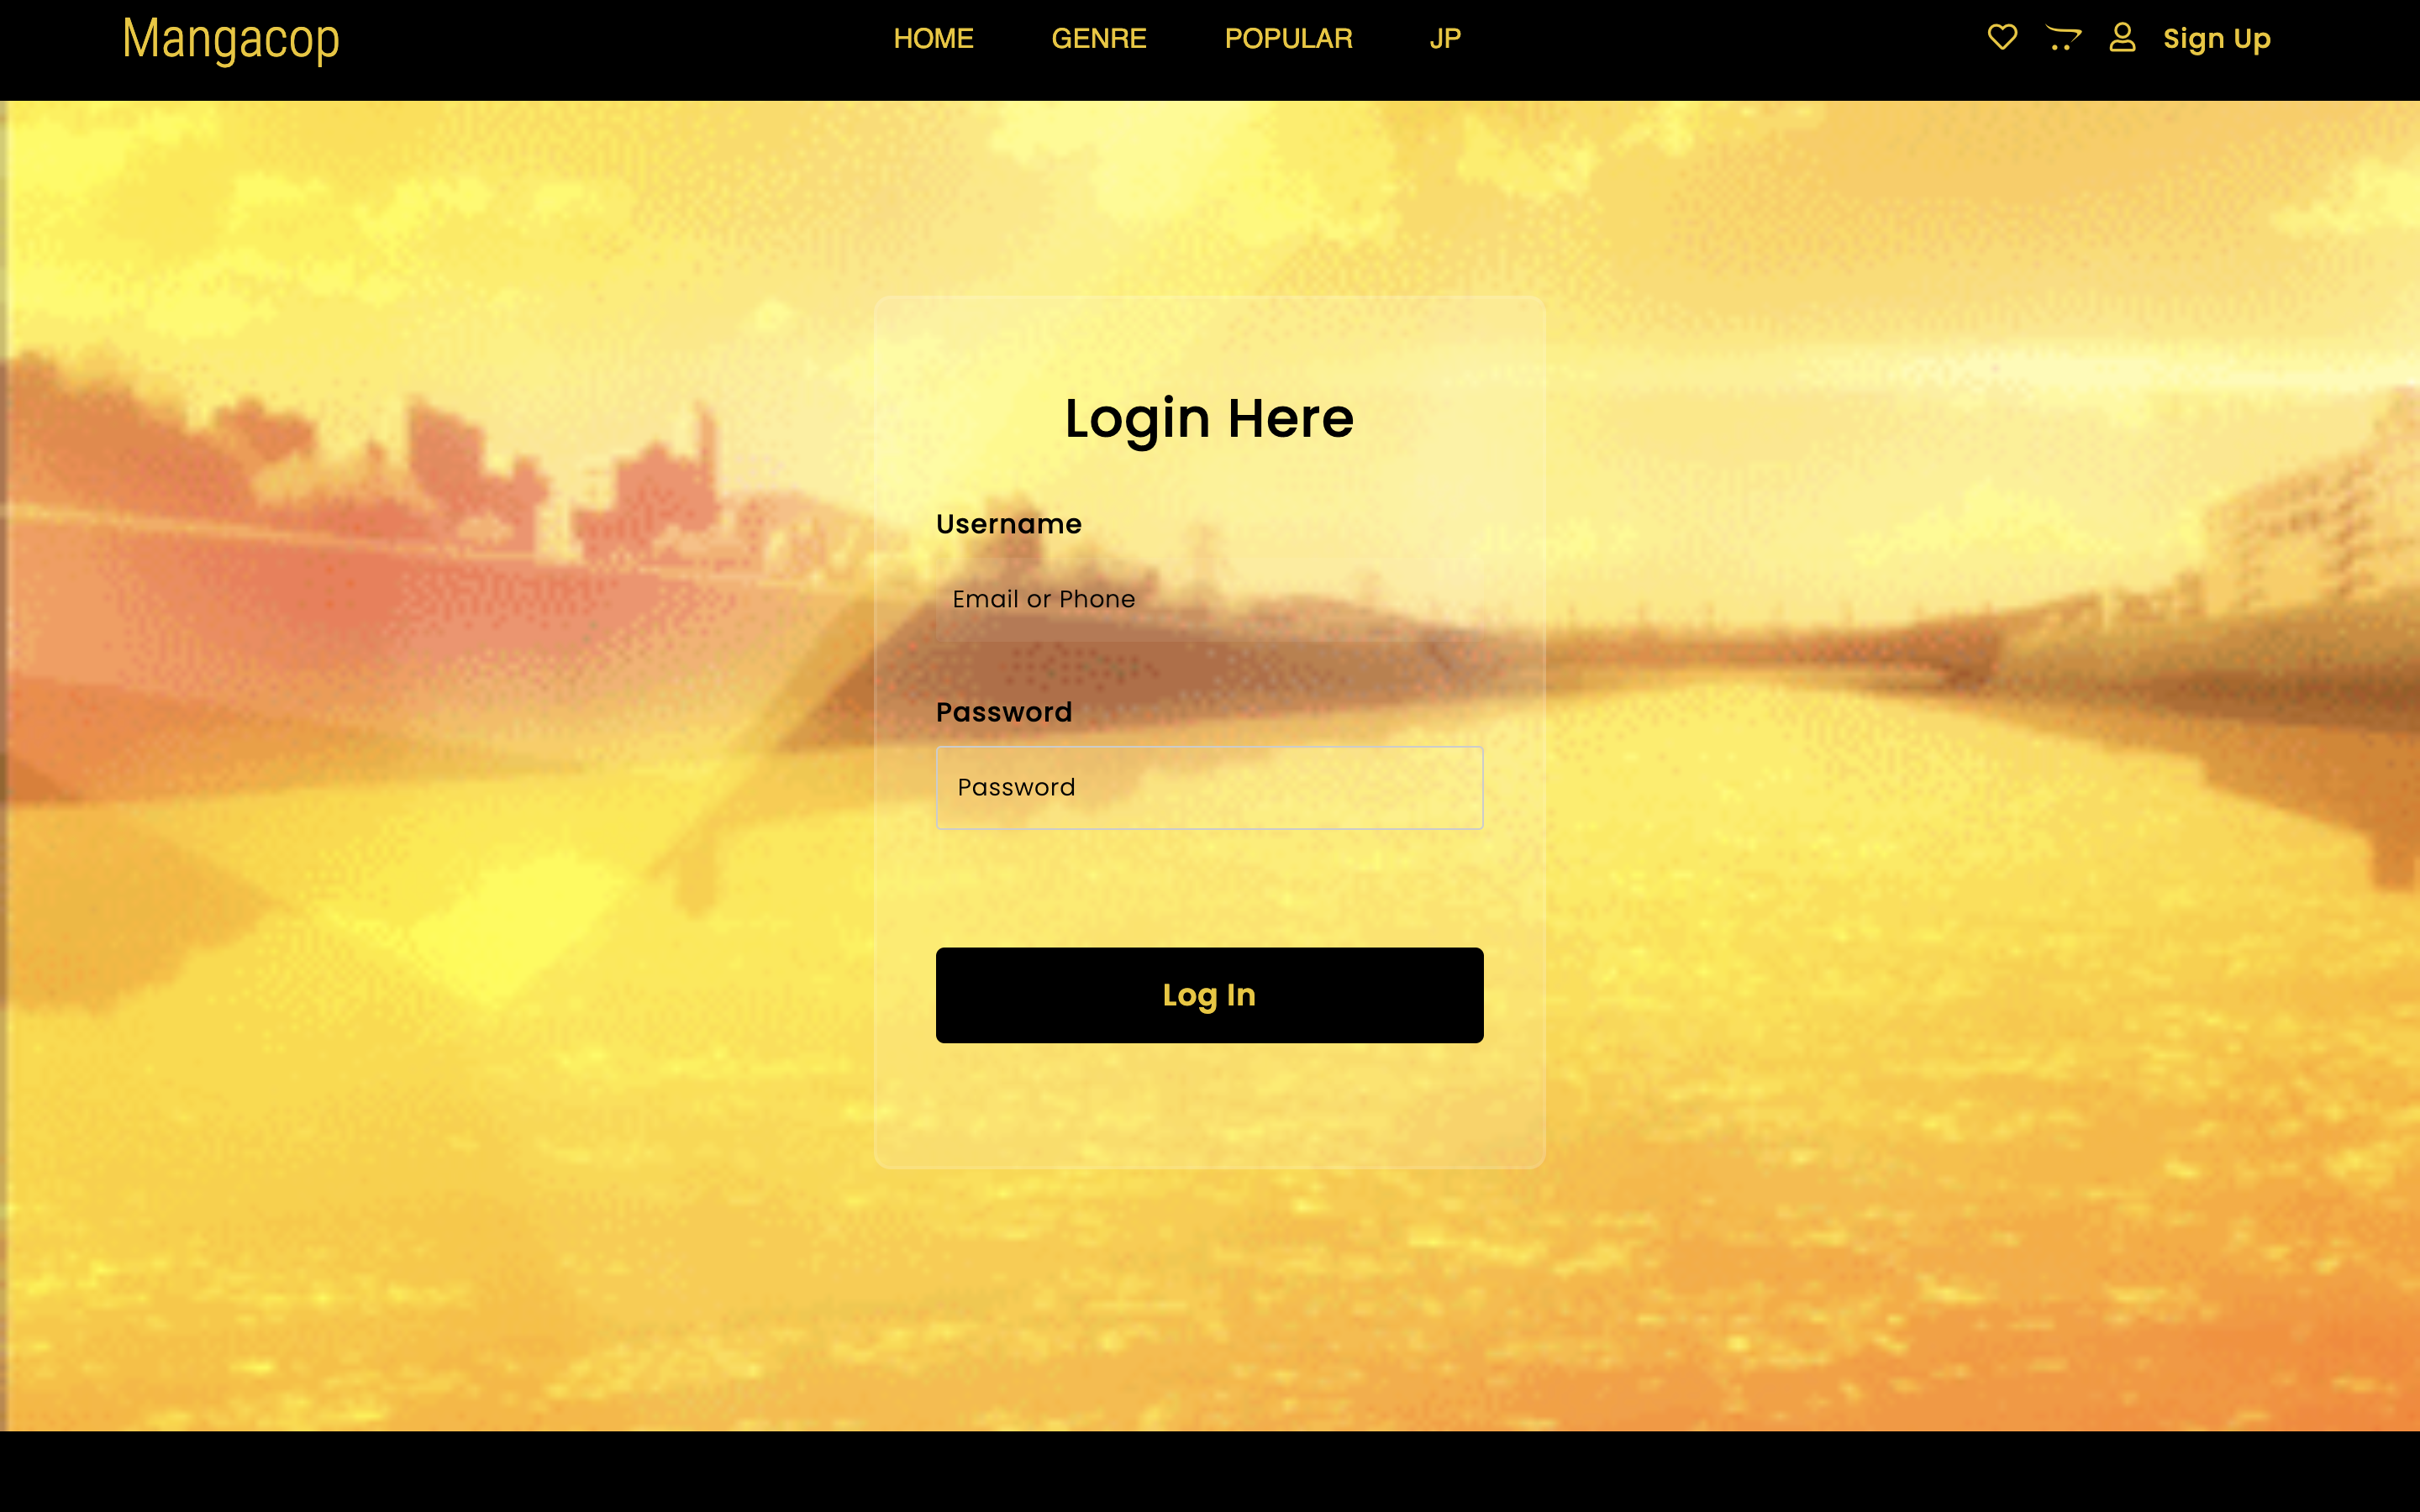 Mangacop
HOME GENRE POPULAR JP
Sign Up
Login Here
Username
Email or Phone
Password
Password
Log In